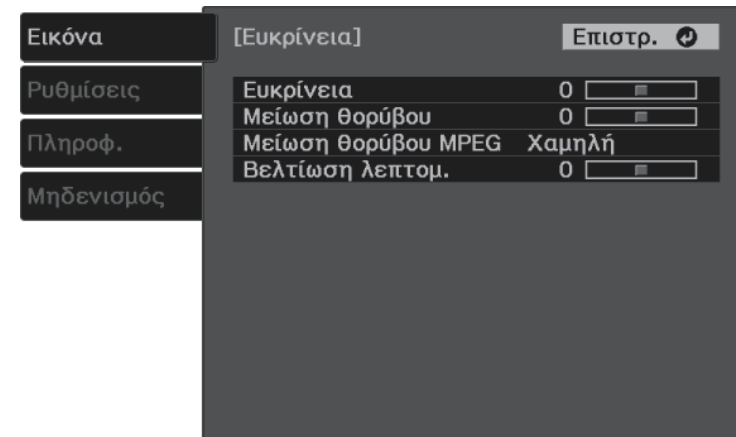 Εικόνα
Ρυθμίσεις
Πληροφ.
Μηδενισμός
[Ευκρίνεια] Επιστρ.
Ευκρίνεια 0
Μείωση θορύβου 0
Μείωση θορύβου MPEG Χαμηλή
Βελτίωση λεπτομ. 0